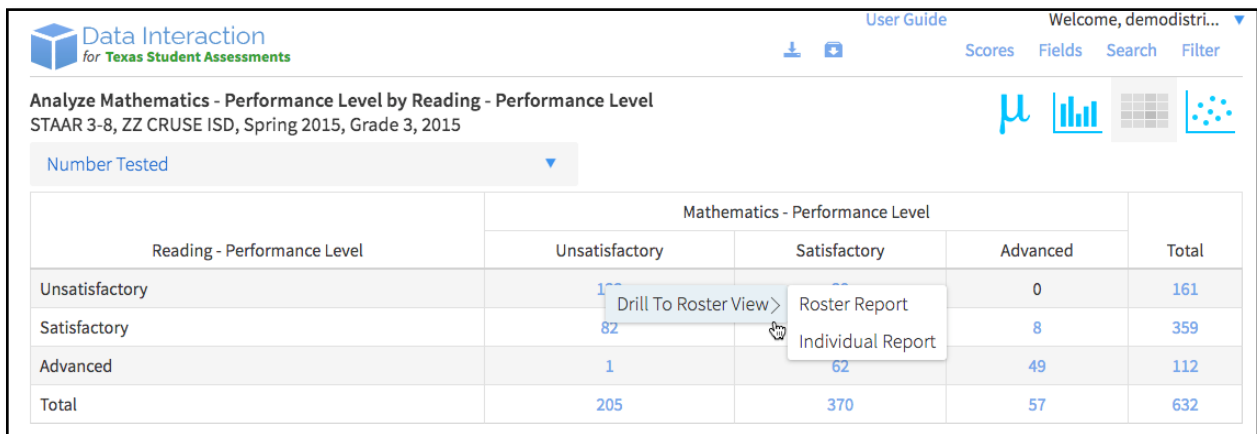 User Guide Welcome, demodistri...
Data Interaction
for Texas Student Assessments
Scores Fields Search Filter
Analyze Mathematics - Performance Level by Reading - Performance Level
STAAR 3-8, ZZ CRUSE ISD, Spring 2015, Grade 3, 2015
μ
Number Tested
Mathematics - Performance Level
Reading - Performance Level Unsatisfactory Satisfactory Advanced Total
Unsatisfactory 0 161
Drill To Roster View Roster Report
Satisfactory 82 8 359
Individual Report
Advanced 1 62 49 112
Total 205 370 57 632